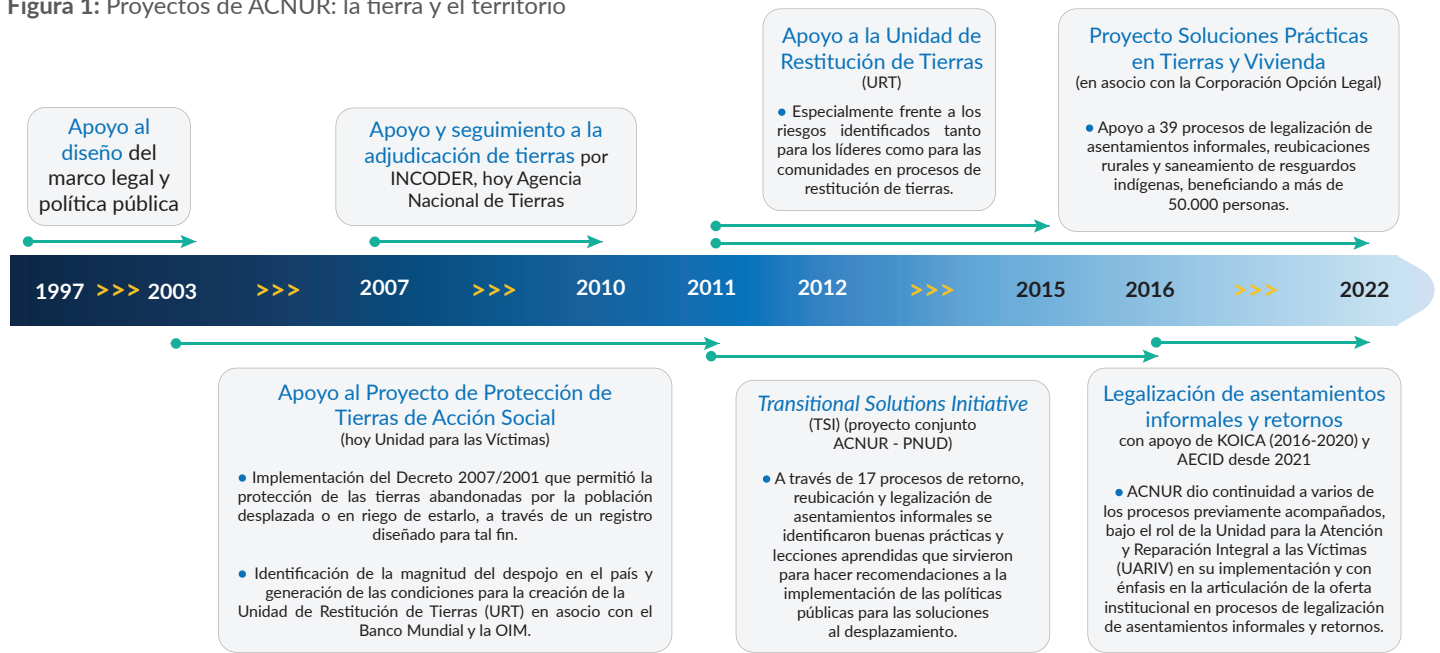 Figura 1: Proyectos de ACNUR: la tierra y el territorio
Apoyo al
diseño del
marco legal y
política pública
Apoyo y seguimiento a la
adjudicación de tierras por
INCODER, hoy Agencia
Nacional de Tierras
Apoyo a la Unidad de
Restitución de Tierras
(URT)
● Especialmente frente a los
riesgos identificados tanto
para los líderes como para las
comunidades en procesos de
restitución de tierras.
Proyecto Soluciones Prácticas
en Tierras y Vivienda
(en asocio con la Corporación Opción Legal)
● Apoyo a 39 procesos de legalización de
asentamientos informales, reubicaciones
rurales y saneamiento de resguardos
indígenas, beneficiando a más de
50.000 personas.
1997 >>> 2003 >>> 2007 >>> 2010 2011 2012 >>> 2015 2016 >>> 2022
Apoyo al Proyecto de Protección de
Tierras de Acción Social
(hoy Unidad para las Víctimas)
● Implementación del Decreto 2007/2001 que permitió la
protección de las tierras abandonadas por la población
desplazada o en riego de estarlo, a través de un registro
diseñado para tal fin.
● Identificación de la magnitud del despojo en el país y
generación de las condiciones para la creación de la
Unidad de Restitución de Tierras (URT) en asocio con el
Banco Mundial y la OIM.
Transitional Solutions Initiative
(TSI) (proyecto conjunto
ACNUR - PNUD)
● A través de 17 procesos de retorno,
reubicación y legalización de
asentamientos informales se
identificaron buenas prácticas y
lecciones aprendidas que sirvieron
para hacer recomendaciones a la
implementación de las políticas
públicas para las soluciones
al desplazamiento.
Legalización de asentamientos
informales y retornos
con apoyo de KOICA (2016-2020) y
AECID desde 2021
● ACNUR dio continuidad a varios de
los procesos previamente acompañados,
bajo el rol de la Unidad para la Atención
y Reparación Integral a las Víctimas
(UARIV) en su implementación y con
énfasis en la articulación de la oferta
institucional en procesos de legalización
de asentamientos informales y retornos.